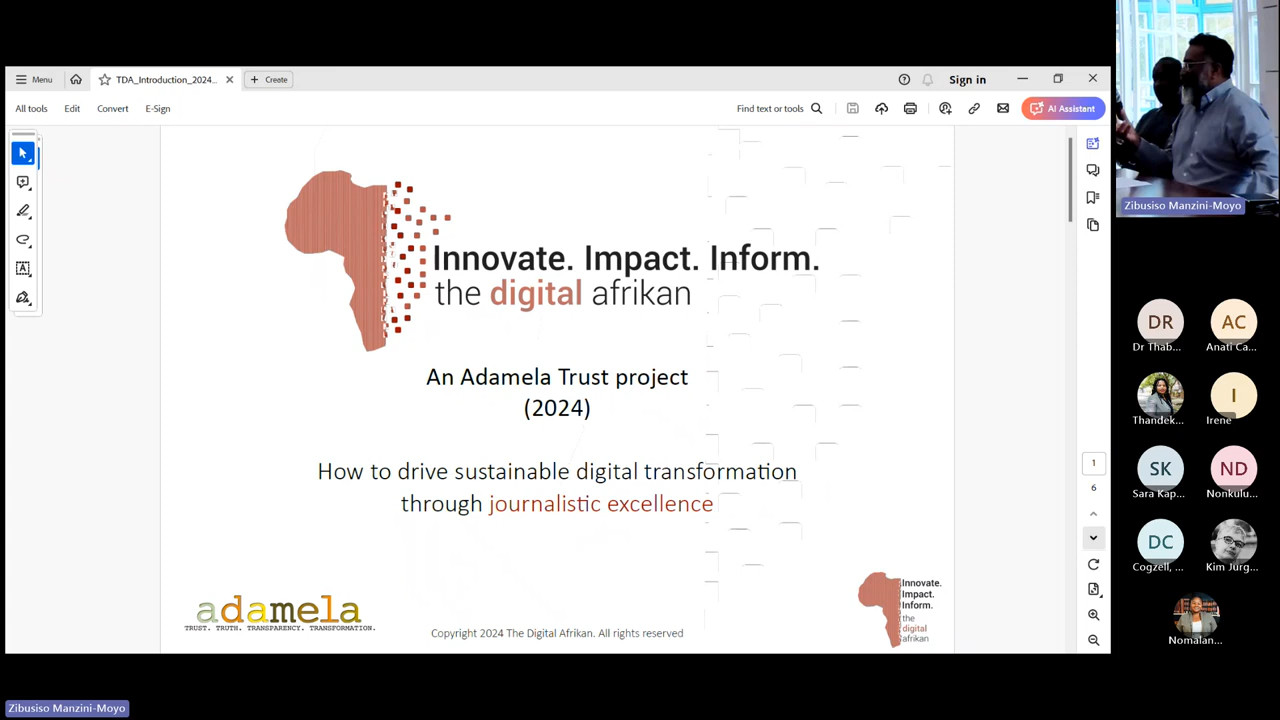 Menu
TDA_Introduction_2024...
Create
Sign in
All tools
Edit
Convert
E-Sign
Find text or tools
AI Assistant
Innovate. Impact. Inform.
the digital afrikan
An Adamela Trust project
(2024)
How to drive sustainable digital transformation
through journalistic excellence
adamela
TRUST. TRUTH. TRANSPARENCY. TRANSFORMATION.
Copyright 2024 The Digital Afrikan. All rights reserved
Innovate.
Impact.
Inform.
the
digital
afrikan
1
6
Zibusiso Manzini-Moyo
DR
Dr Thab...
AC
Anati Ca...
Thandek...
I
Irene
SK
Sara Kap...
ND
Nonkulu...
DC
Cogzell, ...
Kim Jürg...
Nomalan...
Zibusiso Manzini-Moyo